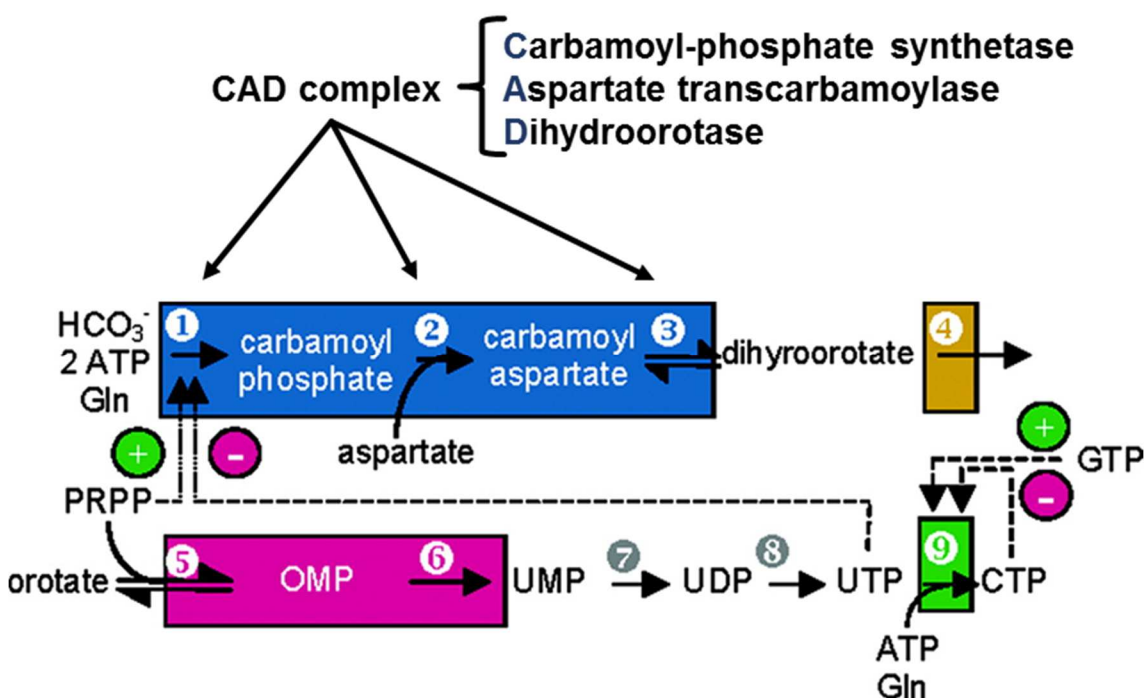 Carbamoyl-phosphate synthetase
CAD complex
Aspartate transcarbamoylase
Dihydroorotase
HCO3-
2 ATP
Gln
1
carbamoyl
phosphate
2
carbamoyl
aspartate
3
dihyroorotate
4
+
-
aspartate
+
GTP
-
PRPP
orotate
5
OMP
6
UMP
7
UDP
8
UTP
9
CTP
ATP
Gln